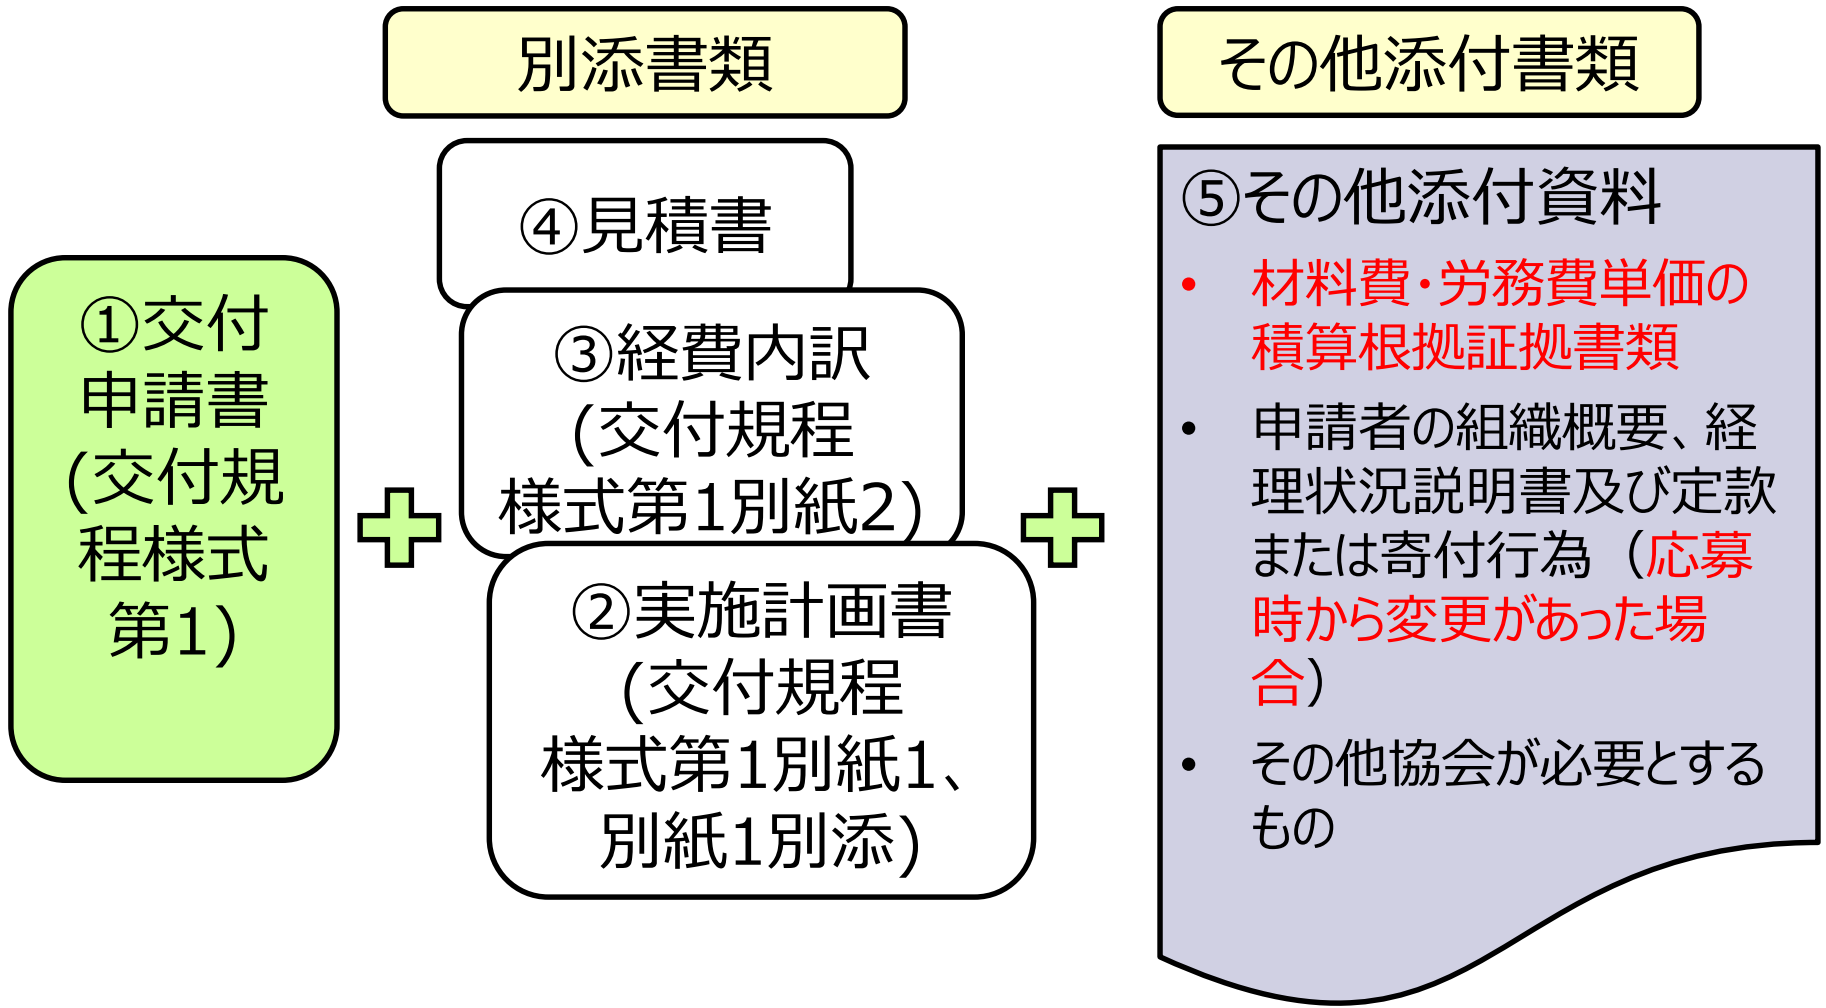 別添書類
その他添付書類
①交付
申請書
(交付規
程様式
第1)
④見積書
③経費内訳
(交付規程
様式第1別紙2)
②実施計画書
(交付規程
様式第1別紙1、
別紙1別添)
⑤その他添付資料
• 材料費・労務費単価の
積算根拠証拠書類
• 申請者の組織概要、経
理状況説明書及び定款
または寄付行為（応募
時から変更があった場
合）
• その他協会が必要とする
もの